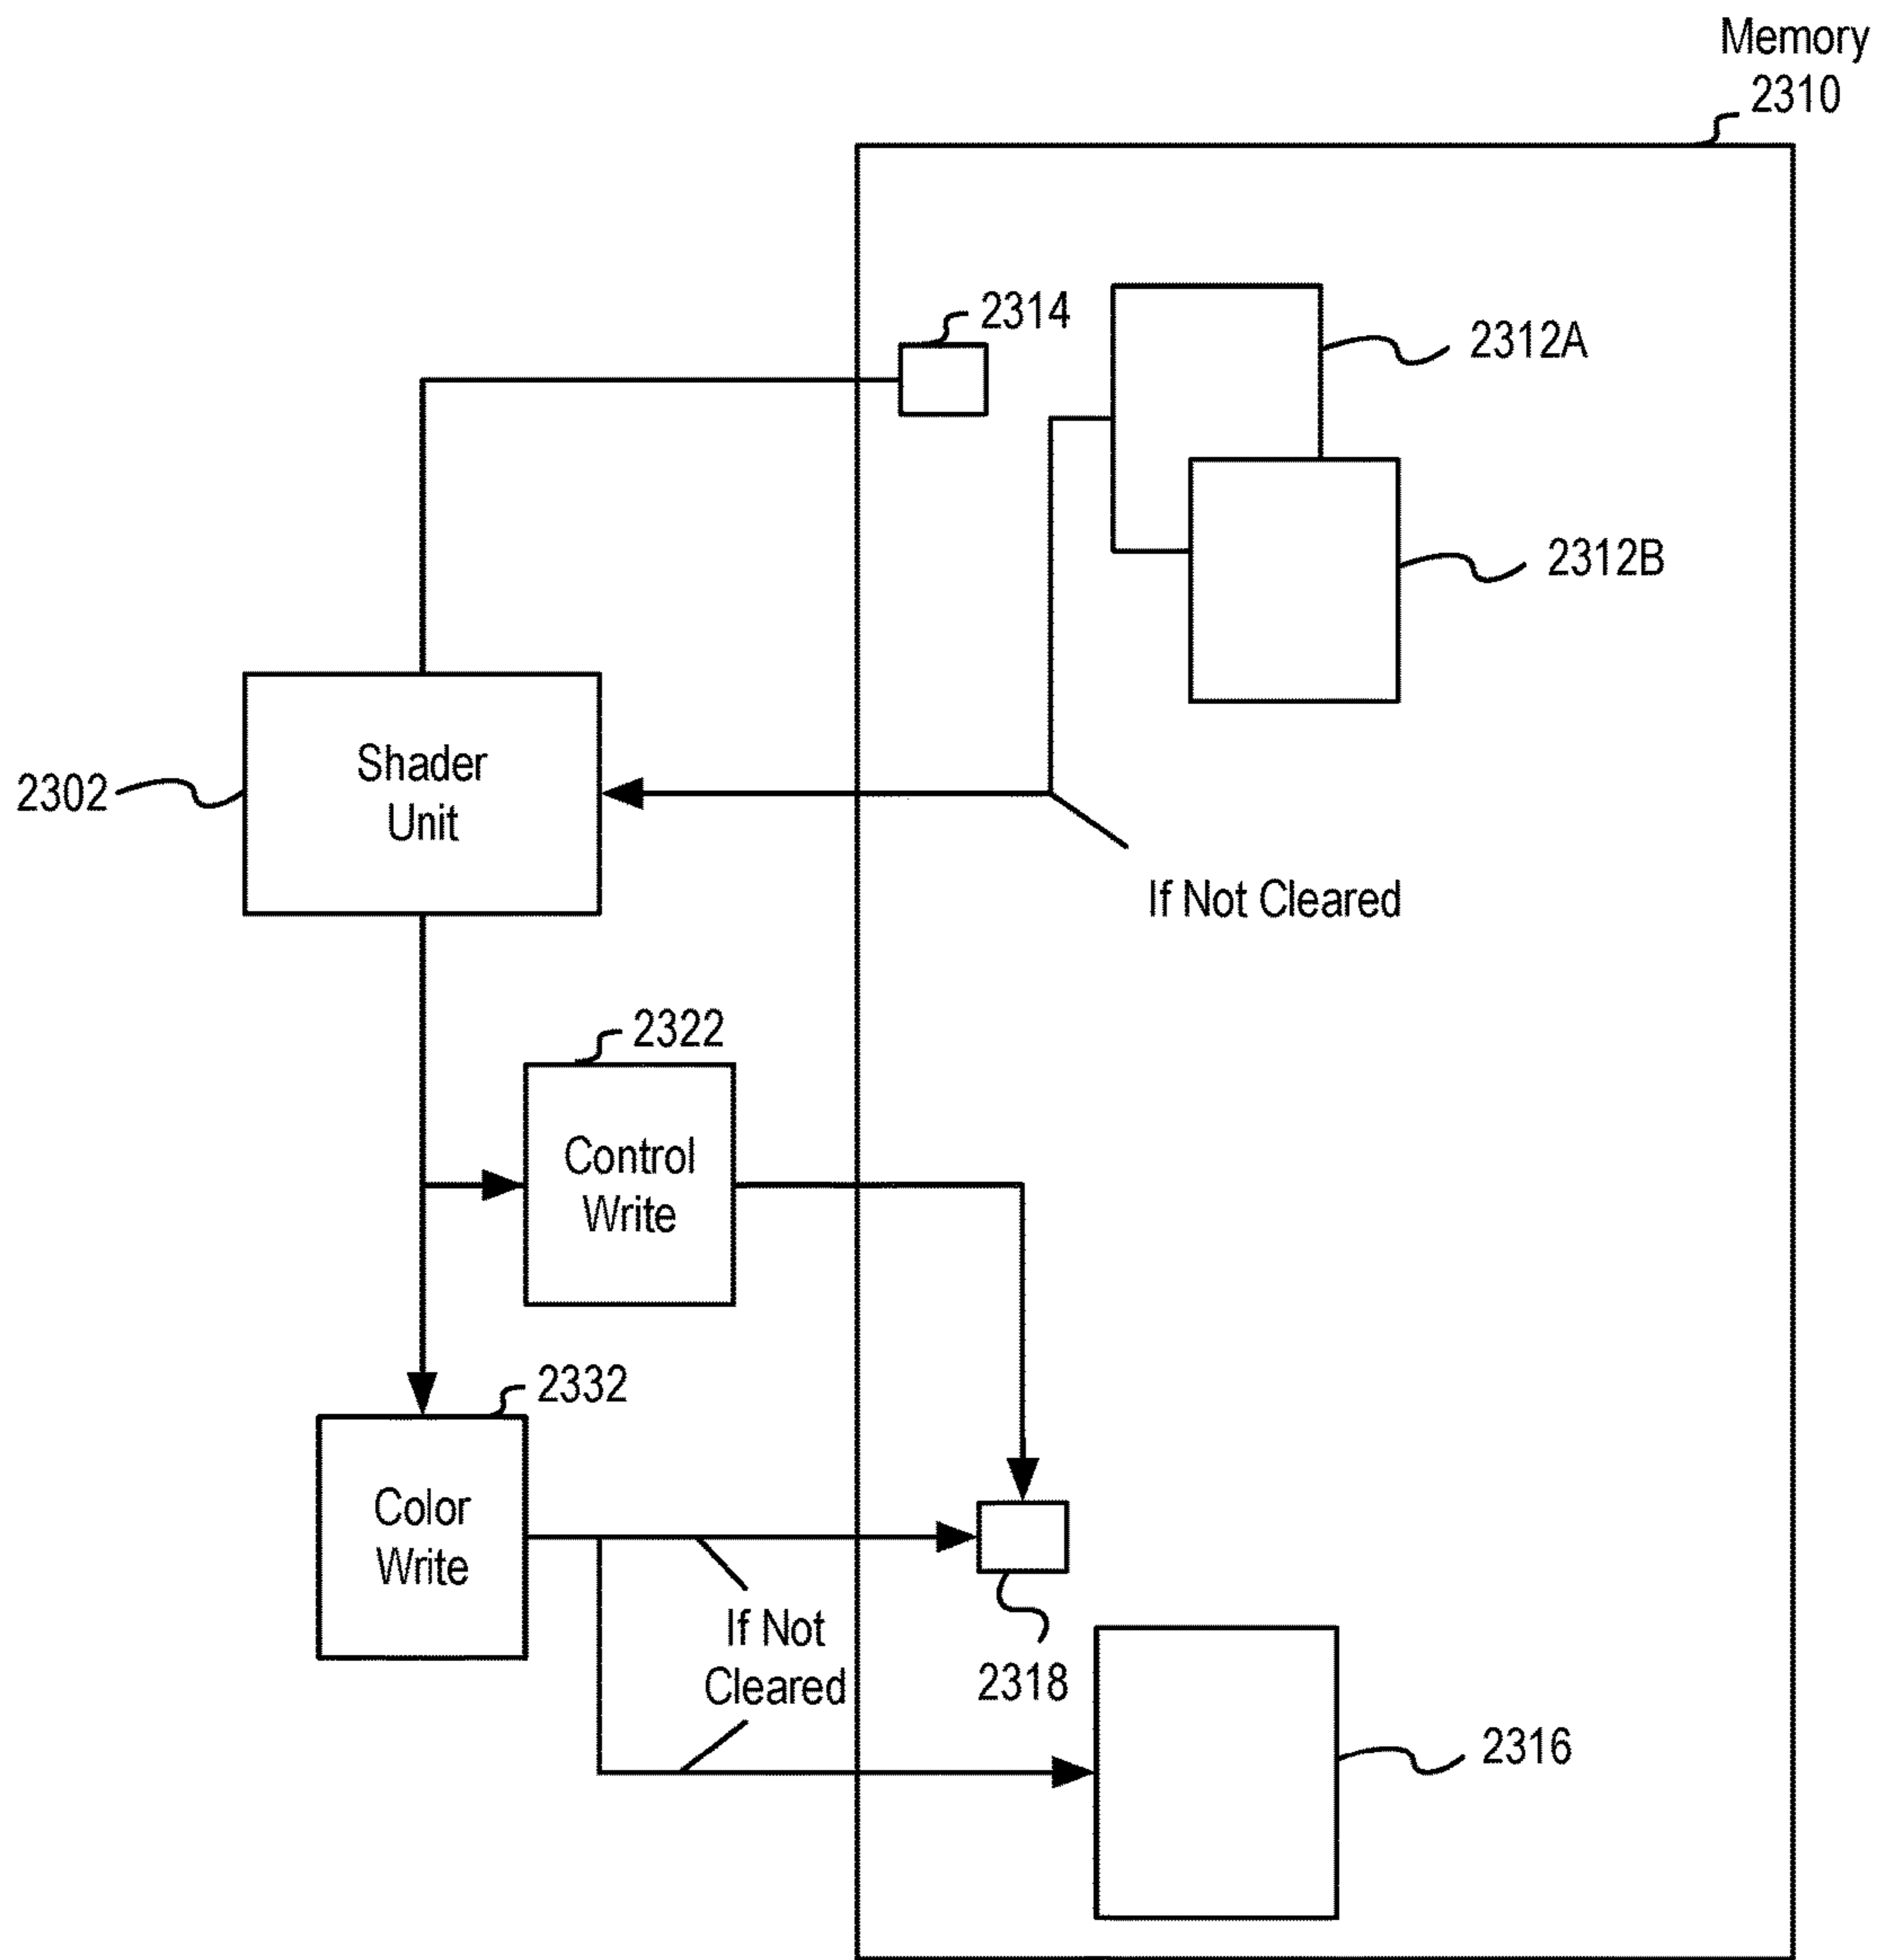 Memory
2310
2314
2312A
2312B
2302
Shader
Unit
If Not Cleared
2322
Control
Write
2332
Color
Write
If Not
Cleared
2318
2316